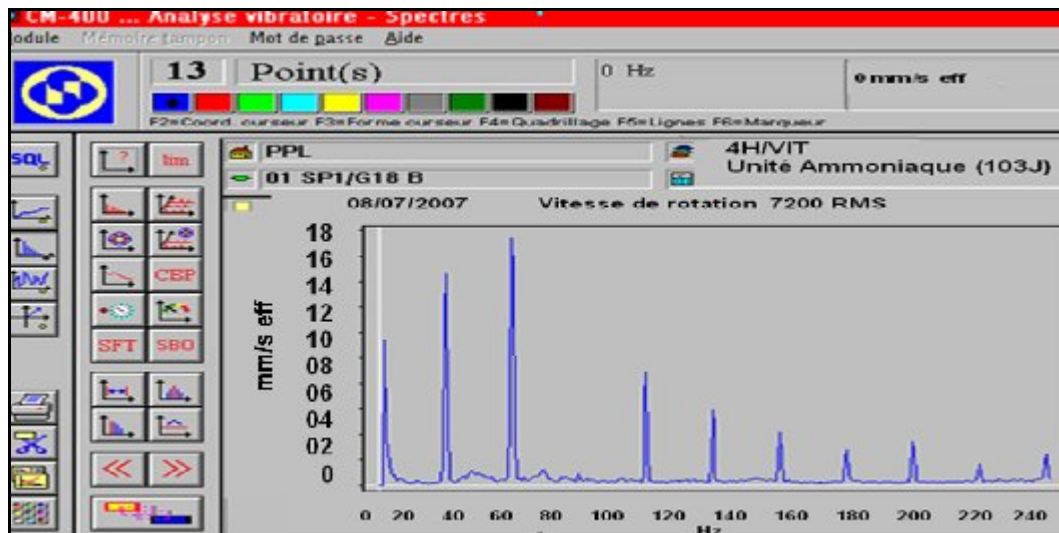 CM-400 ... Analyse vibratoire - Spectres
odule Mémoire tampon Mot de passe Aide
13 Point(s) 0 Hz 0 mm/s eff
F2=Coord. curseur F3=Forme curseur F4=Quadrillage F5=Lignes F6=Marqueur
SQL ? lim PPL 4H/VIT
Unité Ammoniaque (103J)
01 SP1/G18 B
08/07/2007 Vitesse de rotation 7200 RMS
18
16
14
12
10
08
06
04
02
0
mm/s eff
CBP
SFT SBO
<< >>
0 20 40 60 80 100 120 140 160 180 200 220 240
Hz